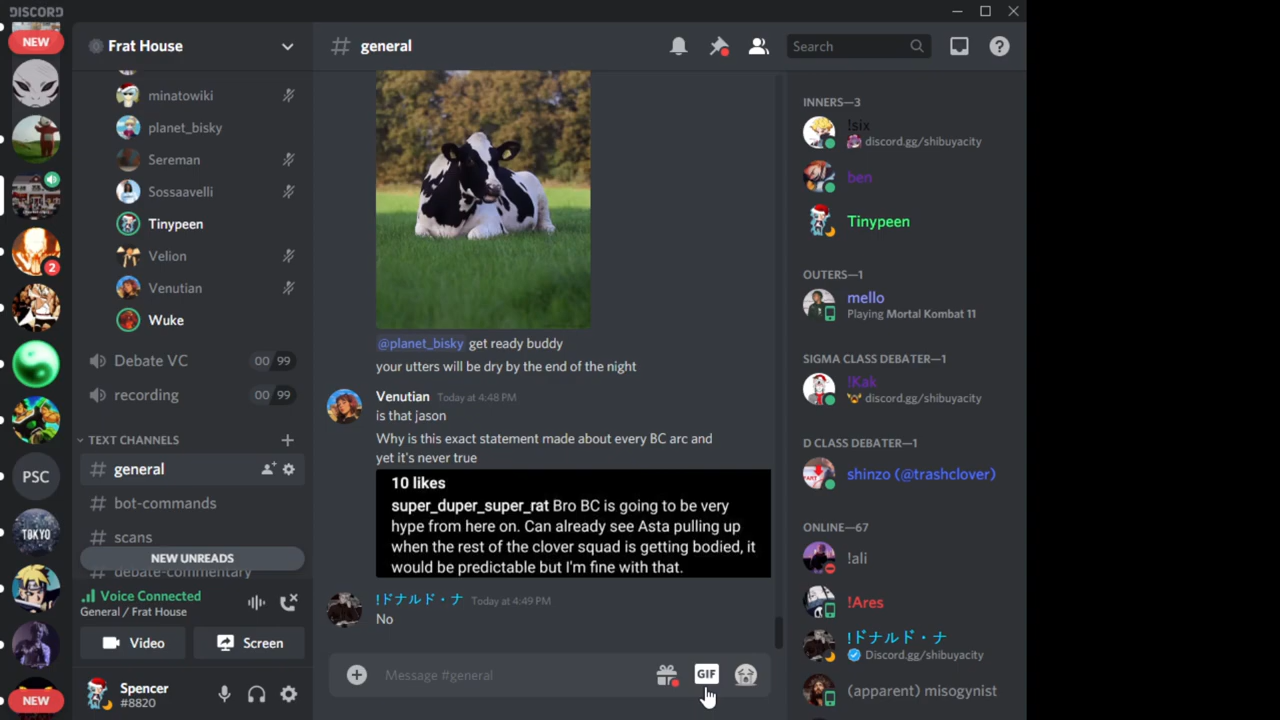 DISCORD
NEW
2
PSC
TOKYO
NEW
Frat House
minatowiki
planet_bisky
Sereman
Sossaavelli
Tinypeen
Velion
Venutian
Wuke
Debate VC 00 99
recording 00 99
TEXT CHANNELS
general
bot-commands
scans
NEW UNREADS
debate-commentary
Voice Connected
General / Frat House
Video
Screen
Spencer
#8820
# general
Search
@planet_bisky get ready buddy
your utters will be dry by the end of the night
Venutian Today at 4:48 PM
is that jason
Why is this exact statement made about every BC arc and
yet it's never true
10 likes
super_duper_super_rat Bro BC is going to be very
hype from here on. Can already see Asta pulling up
when the rest of the clover squad is getting bodied, it
would be predictable but I'm fine with that.
!ドナルド・ナ Today at 4:49 PM
No
Message #general
GIF
INNERS—3
!six
discord.gg/shibuyacity
ben
Tinypeen
OUTERS—1
mello
Playing Mortal Kombat 11
SIGMA CLASS DEBATER—1
!Kak
discord.gg/shibuyacity
D CLASS DEBATER—1
shinzo (@trashclover)
ONLINE—67
!ali
!Ares
!ドナルド・ナ
Discord.gg/shibuyacity
(apparent) misogynist